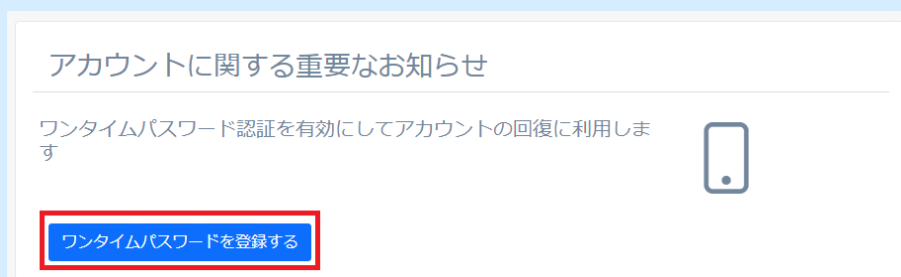 アカウントに関する重要なお知らせ
ワンタイムパスワード認証を有効にしてアカウントの回復に利用しま
す
ワンタイムパスワードを登録する